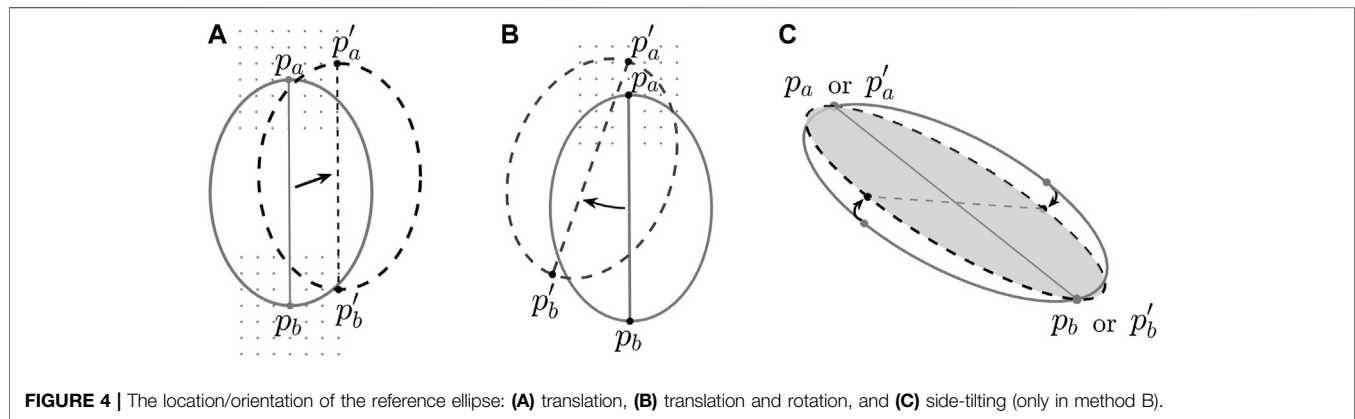 A
B
C
p′a
pa
p′b
pb
p′a
pa
p′b
pb
pa or p′a
pb or p′b
FIGURE 4 | The location/orientation of the reference ellipse: (A) translation, (B) translation and rotation, and (C) side-tilting (only in method B).